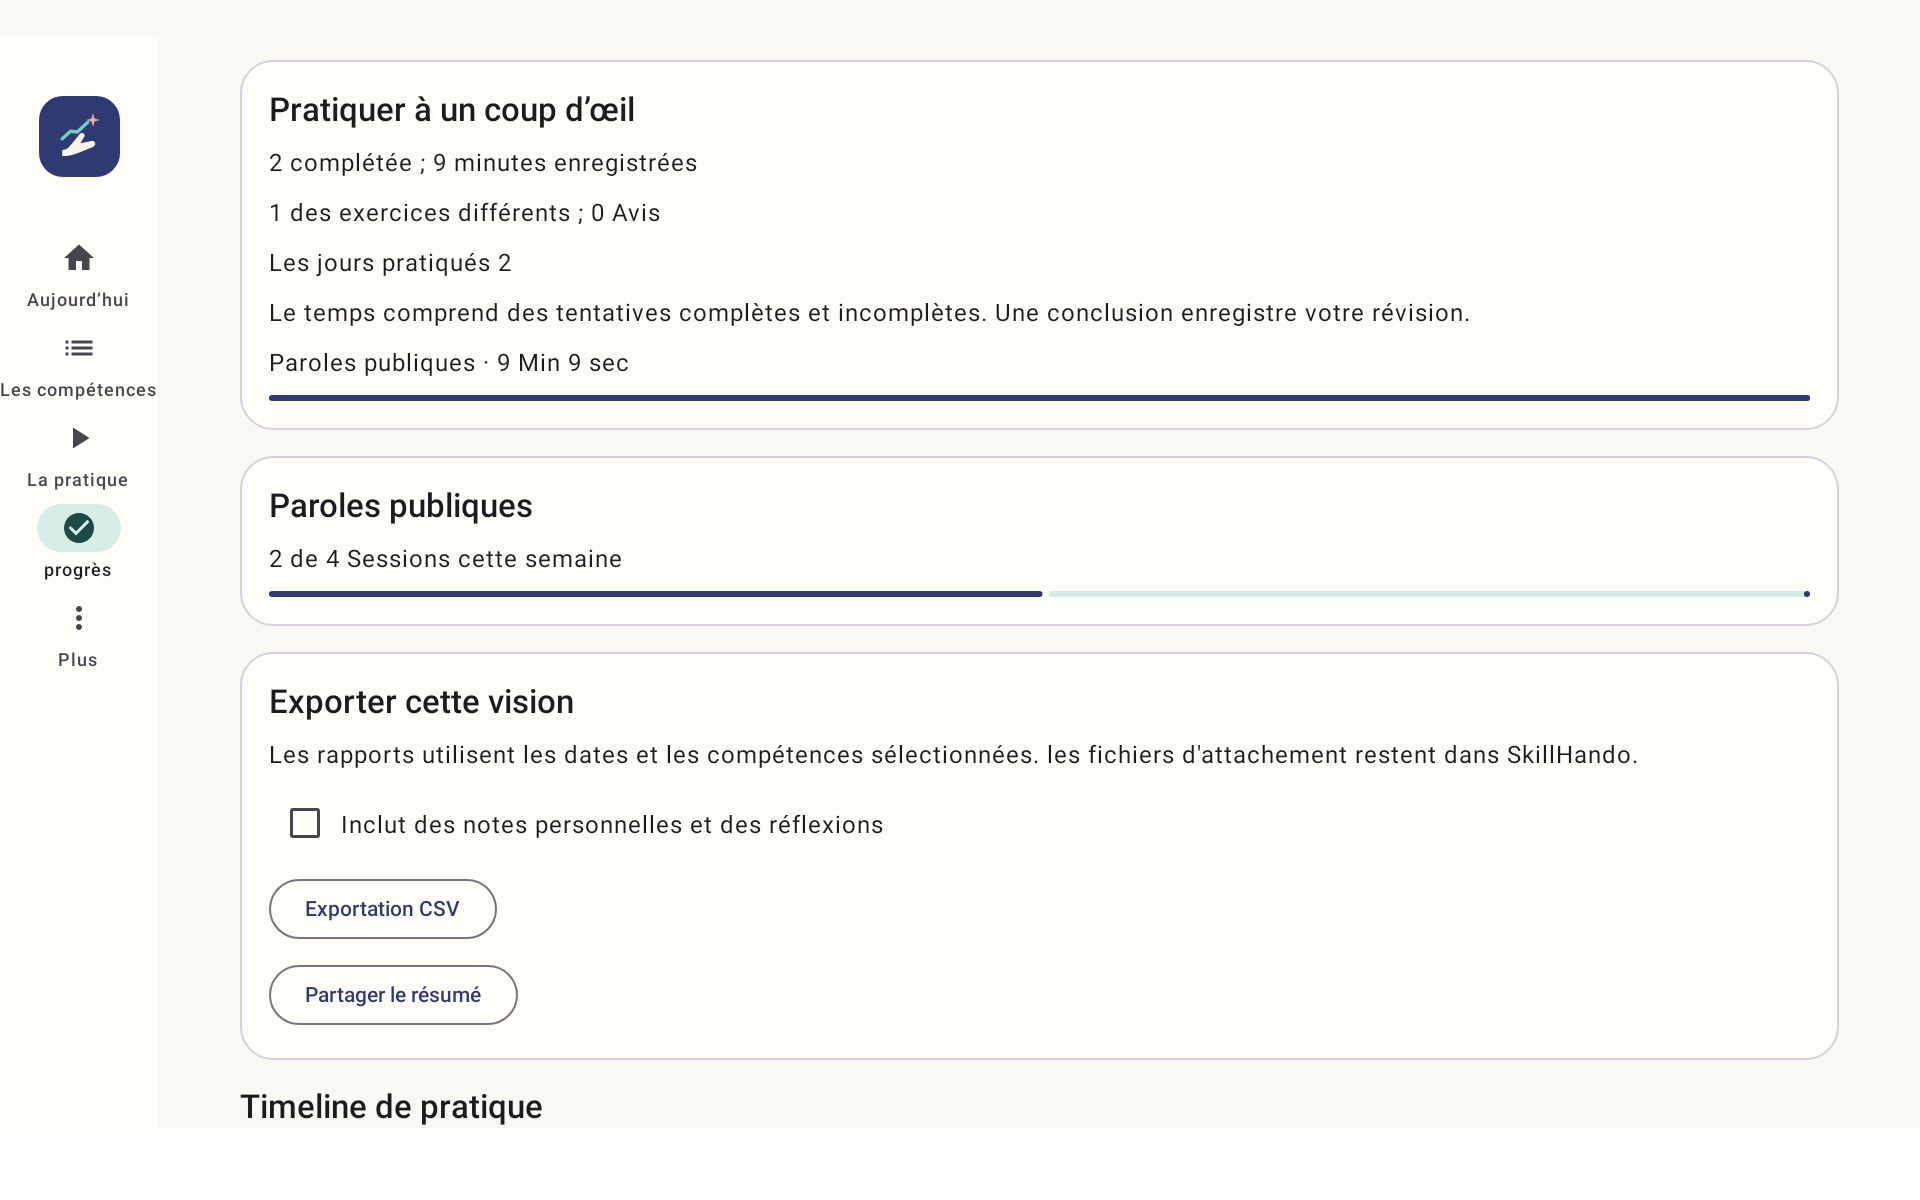 Aujourd’hui
Les compétences
La pratique
progrès
Plus
Pratiquer à un coup d’œil
2 complétée ; 9 minutes enregistrées
1 des exercices différents ; 0 Avis
Les jours pratiqués 2
Le temps comprend des tentatives complètes et incomplètes. Une conclusion enregistre votre révision.
Paroles publiques · 9 Min 9 sec
Paroles publiques
2 de 4 Sessions cette semaine
Exporter cette vision
Les rapports utilisent les dates et les compétences sélectionnées. les fichiers d'attachement restent dans SkillHando.
Inclut des notes personnelles et des réflexions
Exportation CSV
Partager le résumé
Timeline de pratique